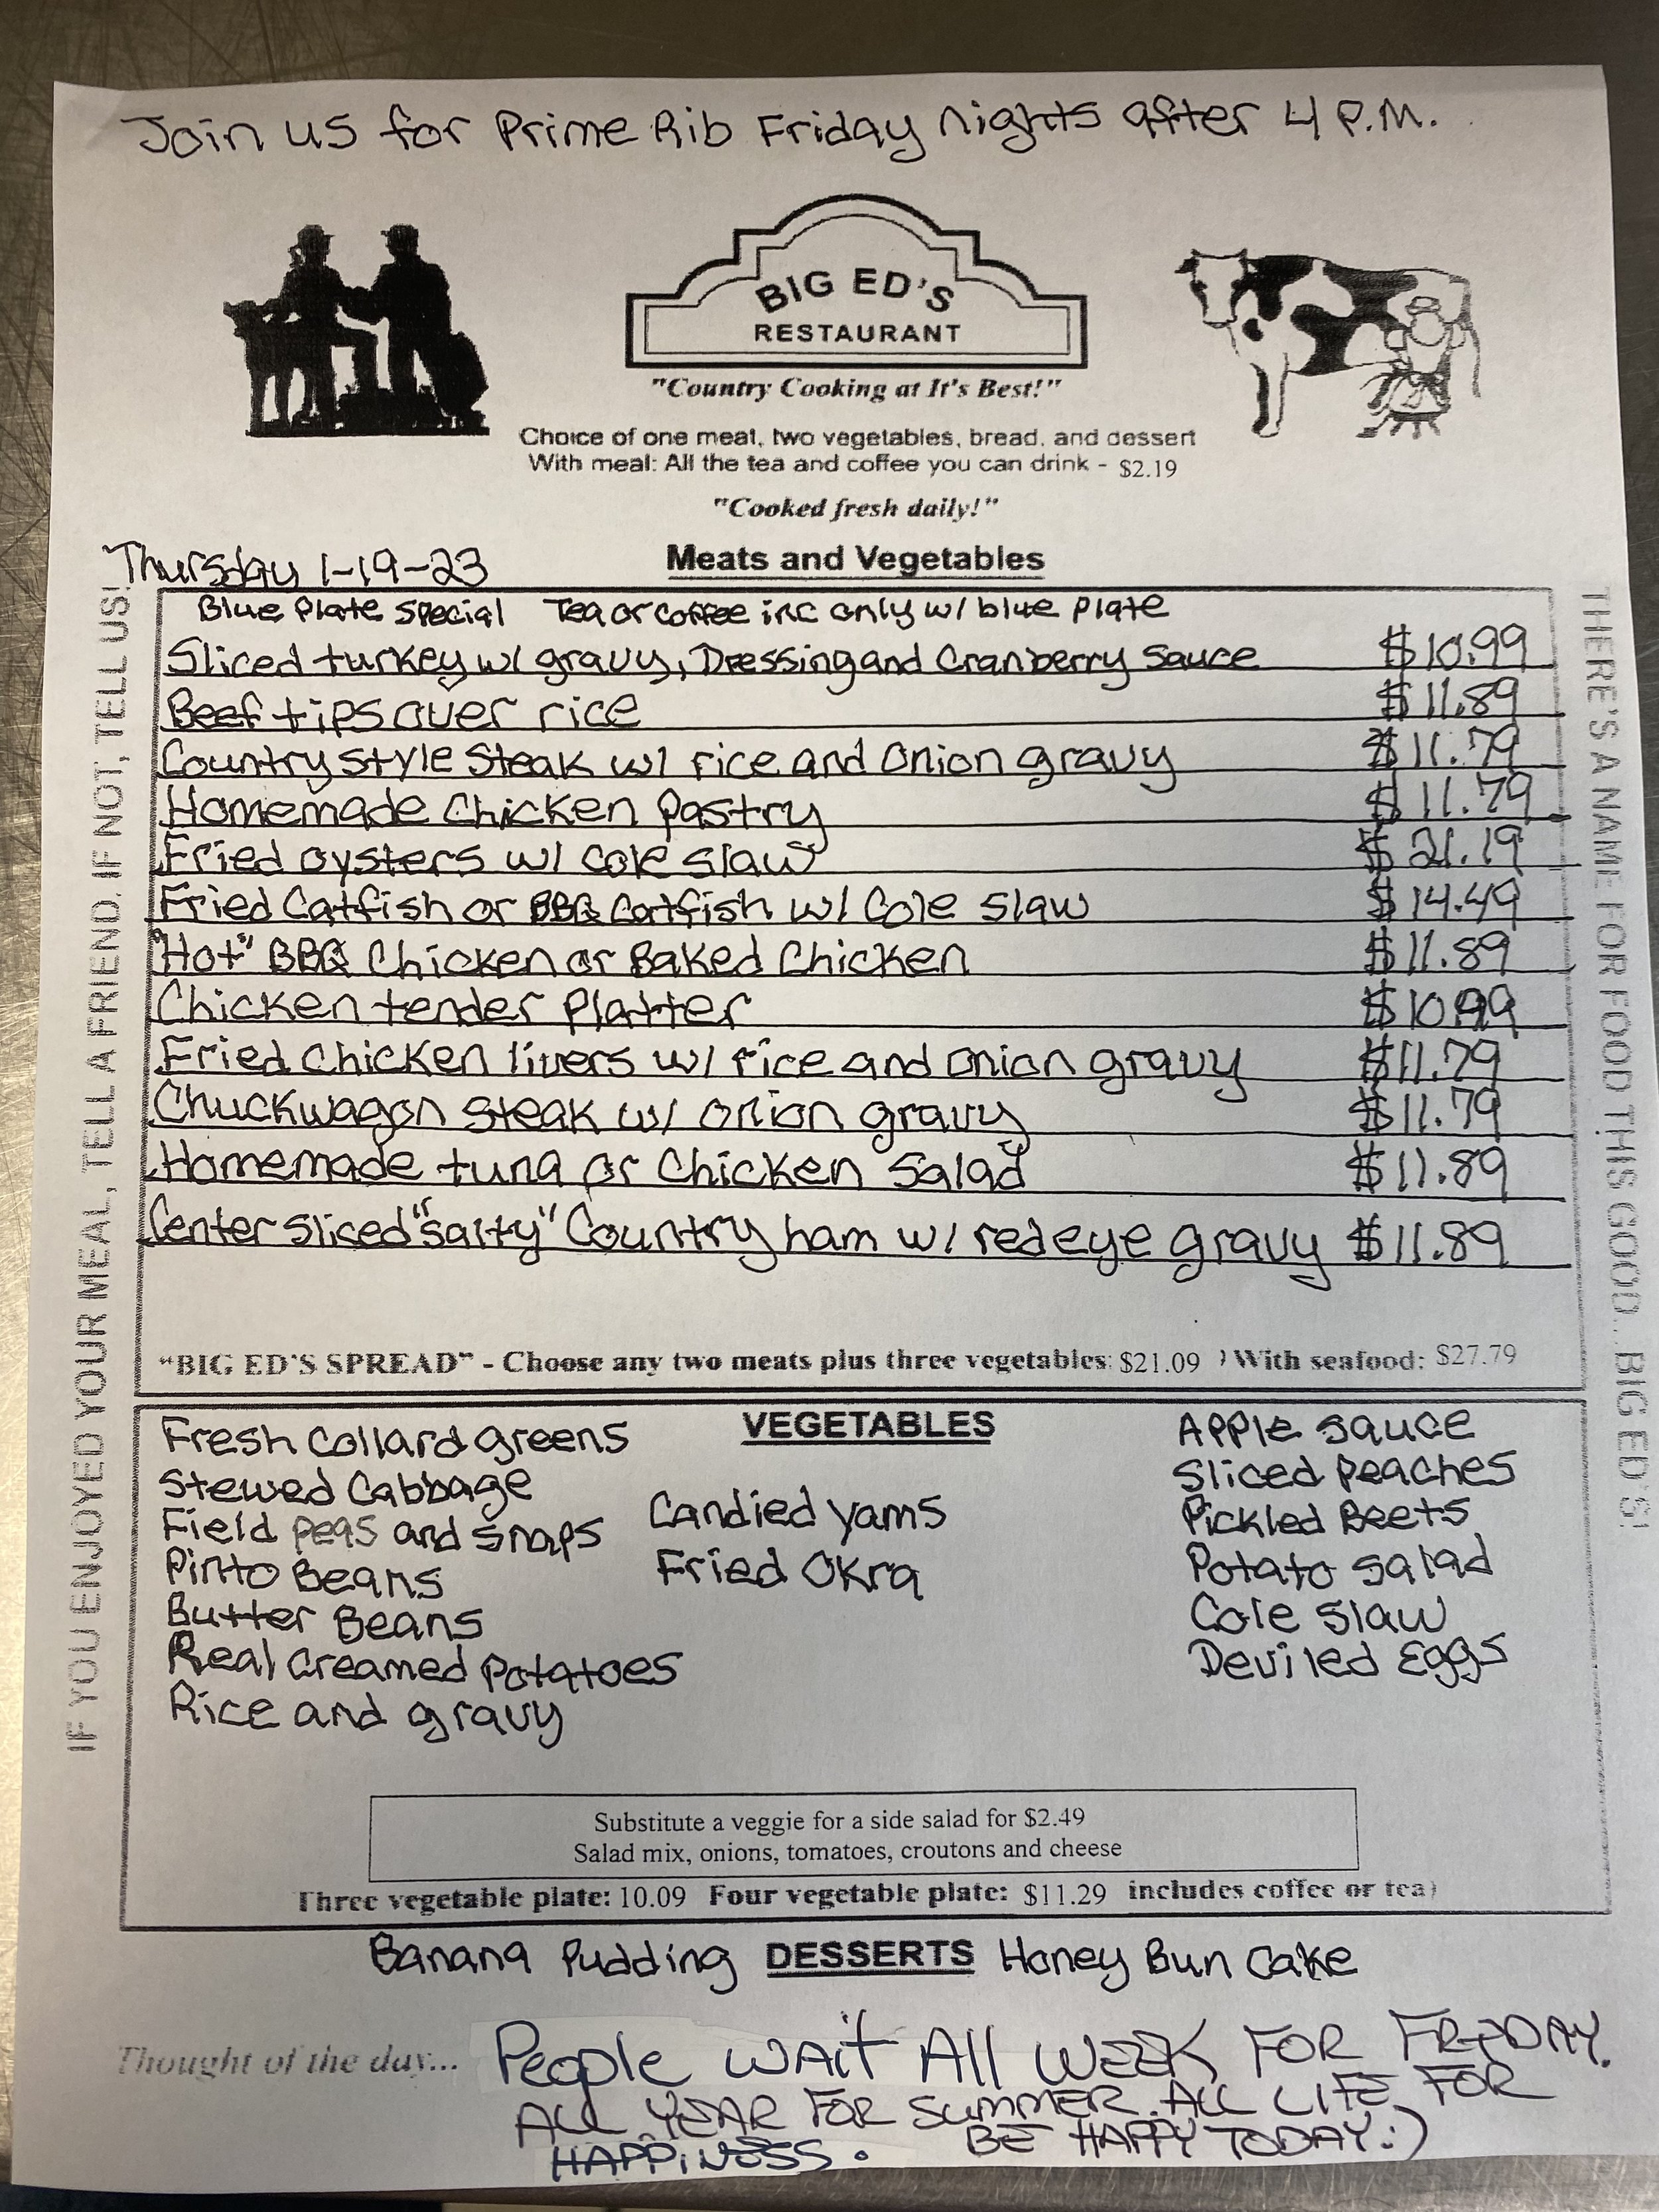 Join us for Prime Rib Friday nights after 4 P.M.
BIG ED'S
RESTAURANT
"Country Cooking at It's Best!"
Choice of one meat, two vegetables, bread, and dessert
With meal: All the tea and coffee you can drink - $2.19
"Cooked fresh daily!"
Thursday 1-19-23
Meats and Vegetables
Blue Plate Special Tea or Coffee inc only w/ blue plate
Sliced turkey w/ gravy, Dressing and Cranberry Sauce $10.99
Beef tips over rice $11.89
Country Style Steak w/ rice and onion gravy $11.79
Homemade Chicken Pastry $11.79
Fried oysters w/ Cole slaw $21.19
Fried Catfish or BBQ Catfish w/ Cole slaw $14.49
"Hot" BBQ Chicken or Baked Chicken $11.89
Chicken tender Platter $10.99
Fried Chicken livers w/ rice and onion gravy $11.79
Chuckwagon steak w/ onion gravy $11.79
Homemade tuna or Chicken Salad $11.89
Center Sliced "salty" Country ham w/ redeye gravy $11.89
"BIG ED'S SPREAD" - Choose any two meats plus three vegetables: $21.09 ) With seafood: $27.79
IF YOU ENJOYED YOUR MEAL, TELL A FRIEND. IF NOT, TELL US!
THERE'S A NAME FOR FOOD THIS GOOD...BIG ED'S!
VEGETABLES
Fresh Collard greens
Stewed Cabbage
Field peas and snaps
Pinto Beans
Butter Beans
Real Creamed Potatoes
Rice and gravy
Candied yams
Fried Okra
Apple Sauce
Sliced Peaches
Pickled Beets
Potato Salad
Cole slaw
Deviled Eggs
Substitute a veggie for a side salad for $2.49
Salad mix, onions, tomatoes, croutons and cheese
Three vegetable plate: 10.09 Four vegetable plate: $11.29 includes coffee or tea)
Banana Pudding DESSERTS Honey Bun Cake
Thought of the day... People WAit All WEEK FOR FRIDAY.
ALL YEAR FOR SUMMER. ALL LIFE FOR
HAPPINESS. BE HAPPY TODAY :)